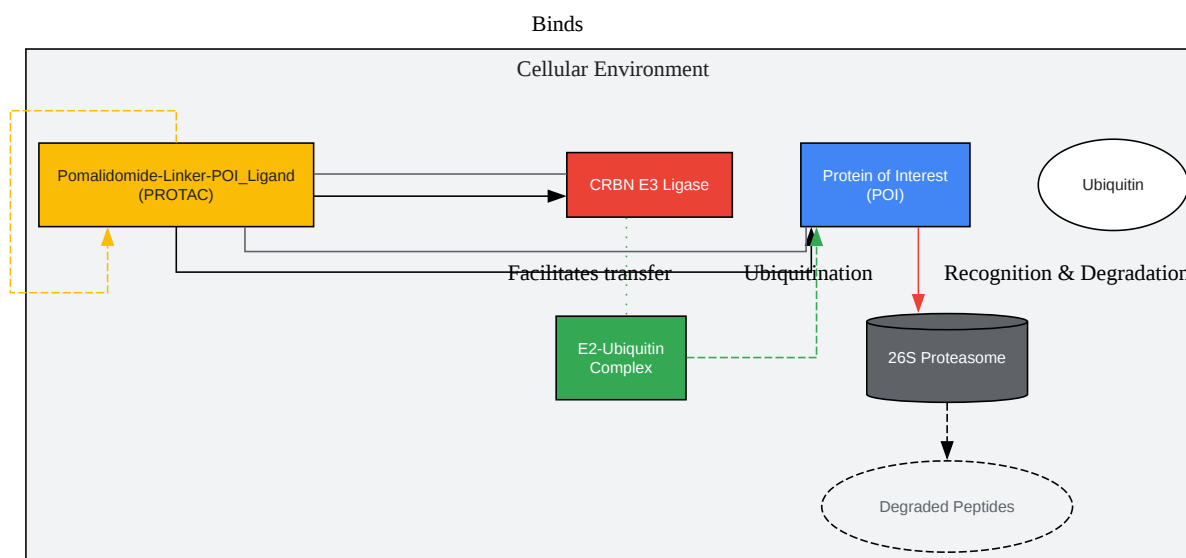 Binds
Cellular Environment
Pomalidomide-Linker-POI_Ligand
(PROTAC)
CRBN E3 Ligase
Protein of Interest
(POI)
Ubiquitin
Facilitates transfer
Ubiquitination
Recognition & Degradation
E2-Ubiquitin
Complex
26S Proteasome
Degraded Peptides